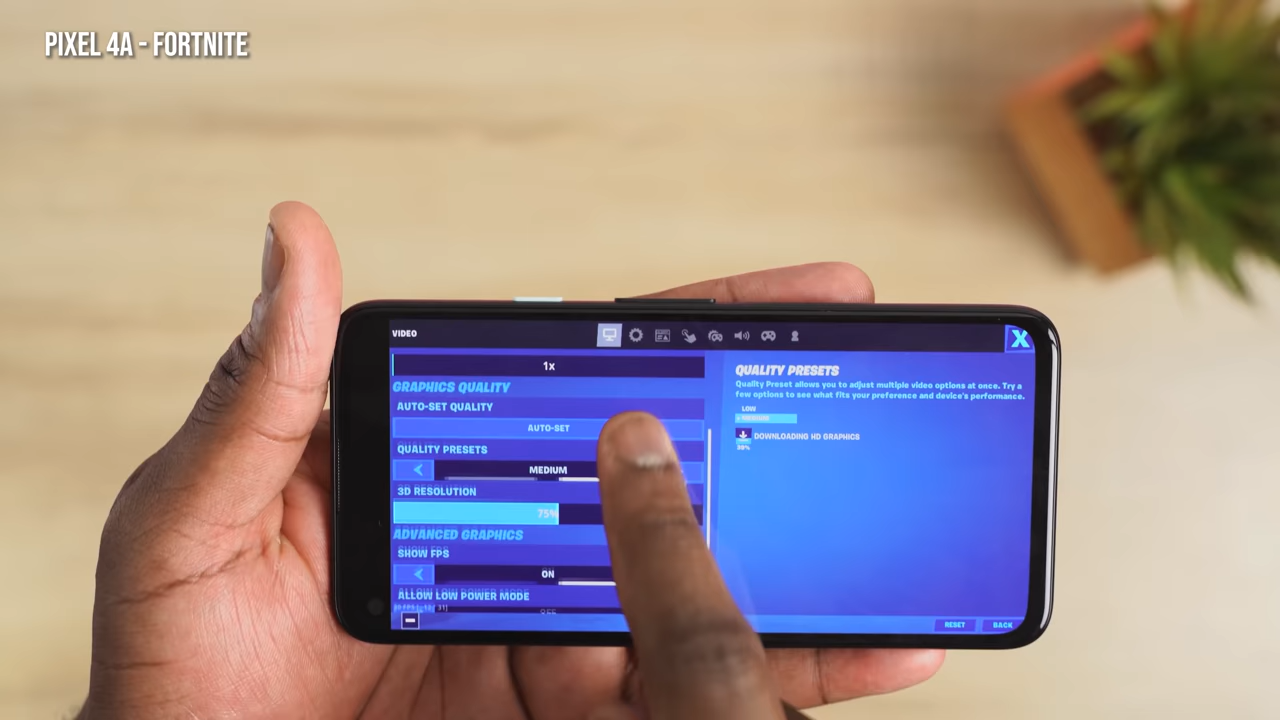 PIXEL 4A - FORTNITE
VIDEO
X
1x
GRAPHICS QUALITY
AUTO-SET QUALITY
AUTO-SET
QUALITY PRESETS
MEDIUM
3D RESOLUTION
75%
ADVANCED GRAPHICS
SHOW FPS
ON
ALLOW LOW POWER MODE
QUALITY PRESETS
Quality Preset allows you to adjust multiple video options at once. Try a
few options to see what fits your preference and device's performance.
LOW
MEDIUM
DOWNLOADING HD GRAPHICS
RESET
BACK